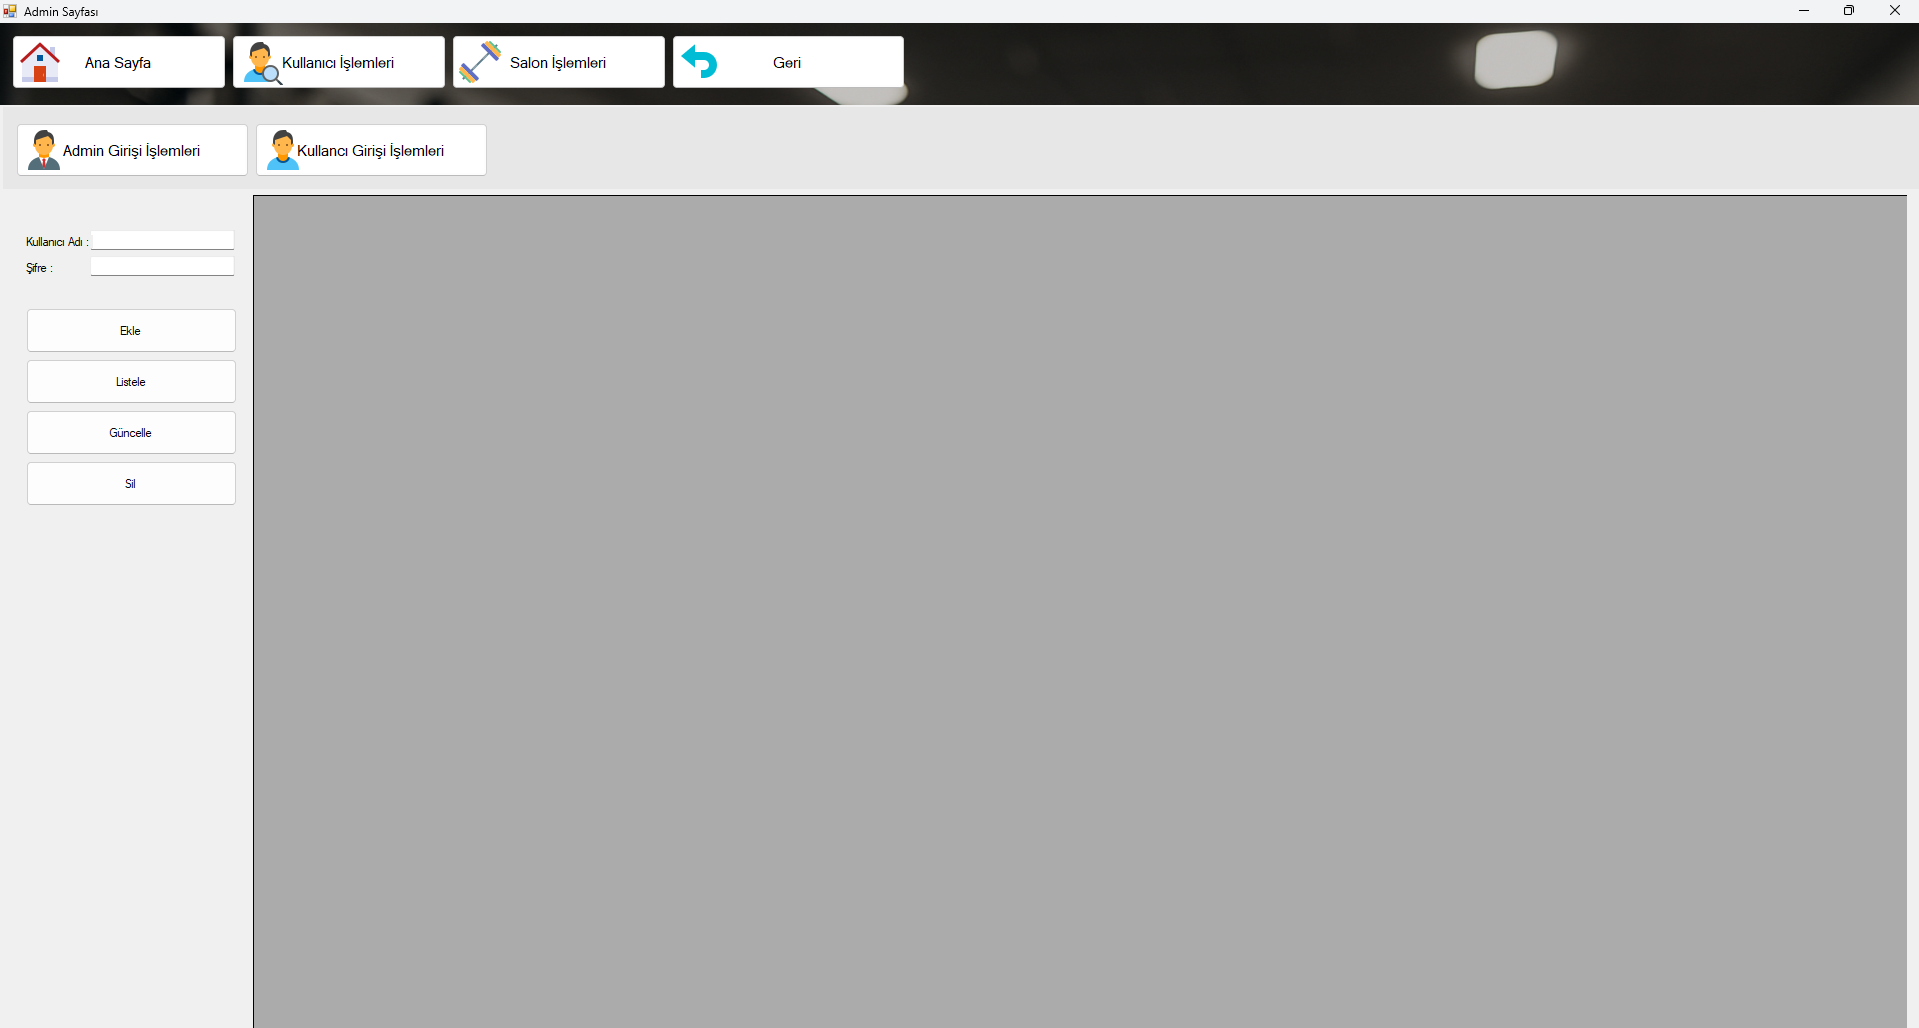 Admin Sayfası
Ana Sayfa
Kullanıcı İşlemleri
Salon İşlemleri
Geri
Admin Girişi İşlemleri
Kullancı Girişi İşlemleri
Kullanıcı Adı :
Şifre :
Ekle
Listele
Güncelle
Sil